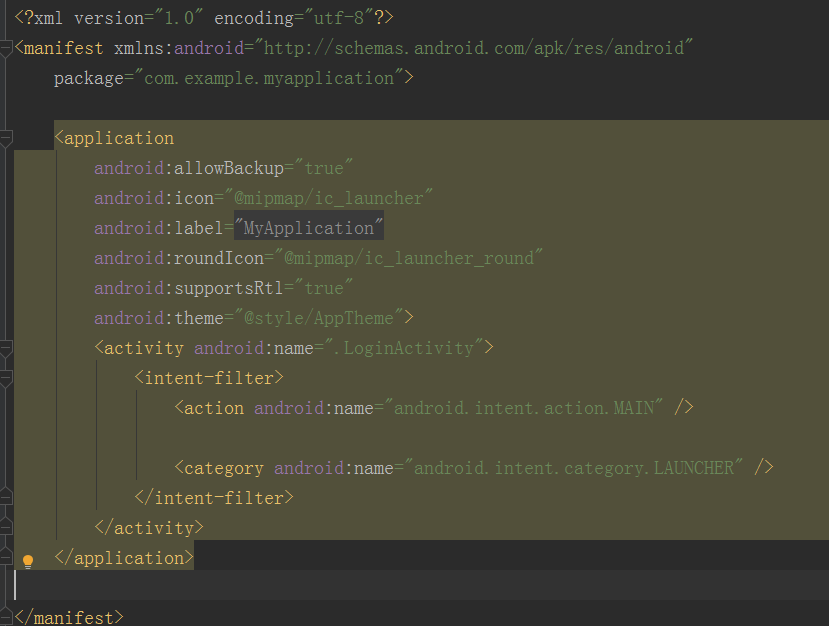 <?xml version="1.0" encoding="utf-8"?>
<manifest xmlns:android="http://schemas.android.com/apk/res/android"
    package="com.example.myapplication">

    <application
        android:allowBackup="true"
        android:icon="@mipmap/ic_launcher"
        android:label="MyApplication"
        android:roundIcon="@mipmap/ic_launcher_round"
        android:supportsRtl="true"
        android:theme="@style/AppTheme">
        <activity android:name=".LoginActivity">
            <intent-filter>
                <action android:name="android.intent.action.MAIN" />

                <category android:name="android.intent.category.LAUNCHER" />
            </intent-filter>
        </activity>
    </application>

</manifest>